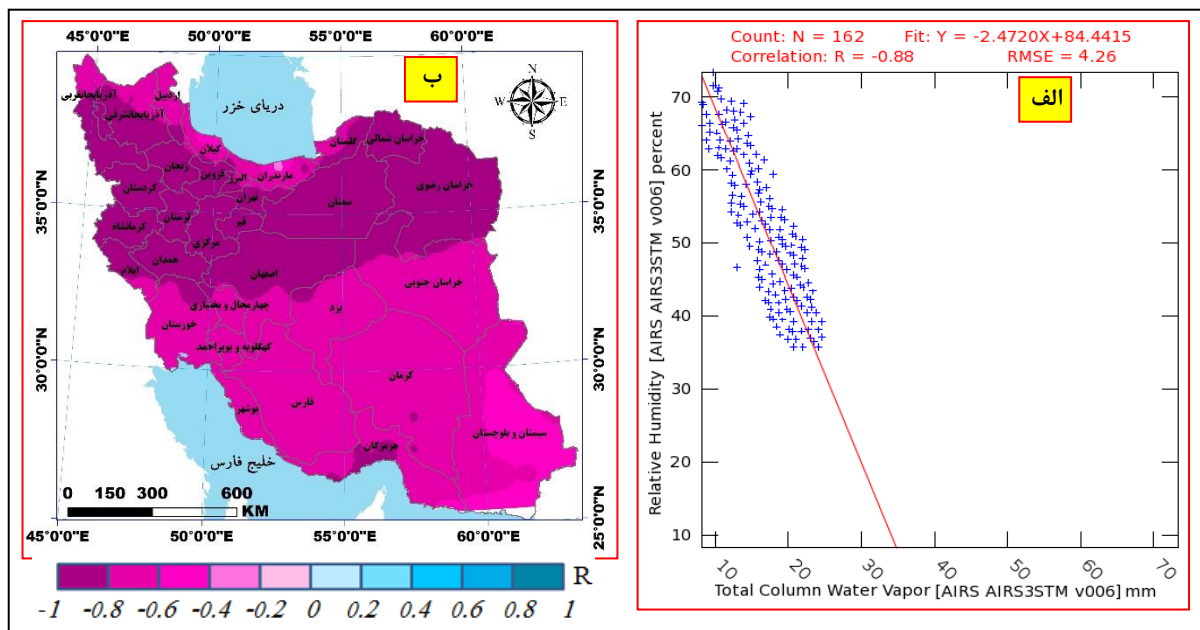 45°0'0"E 50°0'0"E 55°0'0"E 60°0'0"E
ب
N
W E
S
دریای خزر
آذربایجانغربی
اردبیل
آذربایجانشرقی
گیلان
گلستان
خراسان شمالی
زنجان
قزوین
البرز
مازندران
خراسان رضوی
کردستان
تهران
سمنان
کرمانشاه
لرستان
قم
مرکزی
همدان
ایلام
اصفهان
خراسان جنوبی
چهارمحال و بختیاری
یزد
خوزستان
کهگلویه و بویراحمد
کرمان
فارس
بوشهر
سیستان و بلوچستان
هرمزگان
خلیج فارس
35°0'0"N
30°0'0"N
35°0'0"N
30°0'0"N
25°0'0"N
0 150 300 600
KM
45°0'0"E 50°0'0"E 55°0'0"E 60°0'0"E
R
-1 -0.8 -0.6 -0.4 -0.2 0 0.2 0.4 0.6 0.8 1
Count: N = 162 Fit: Y = -2.4720X+84.4415
Correlation: R = -0.88 RMSE = 4.26
الف
Relative Humidity [AIRS AIRS3STM v006] percent
70
60
50
40
30
20
10
10 20 30 40 50 60 70
Total Column Water Vapor [AIRS AIRS3STM v006] mm